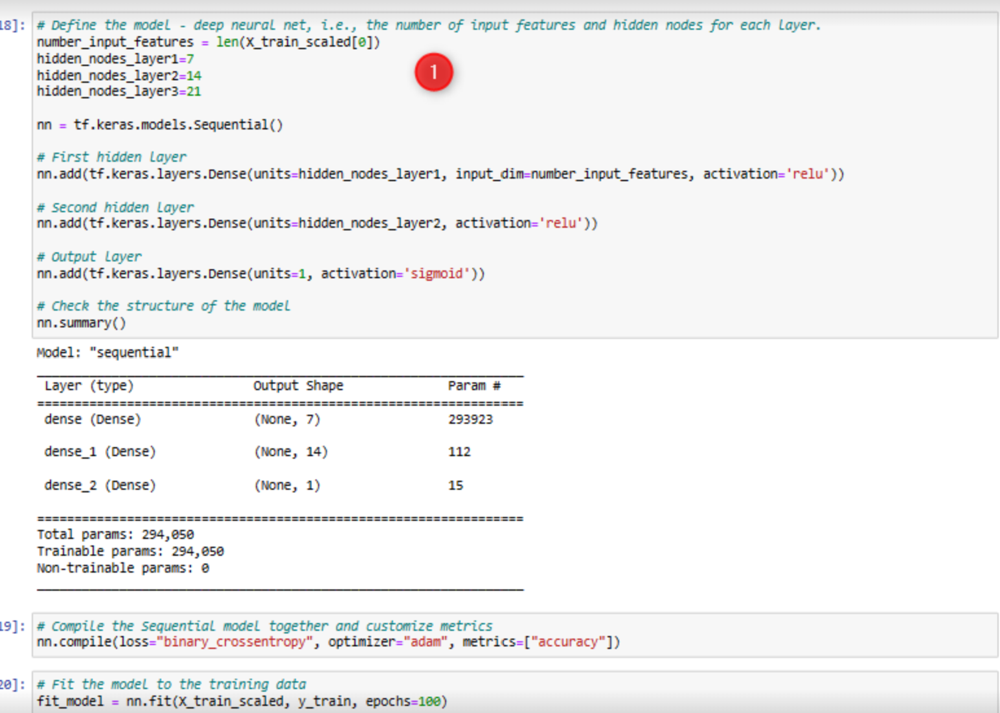 18]:
# Define the model - deep neural net, i.e., the number of input features and hidden nodes for each layer.
number_input_features = len(X_train_scaled[0])
hidden_nodes_layer1=7
1
hidden_nodes_layer2=14
hidden_nodes_layer3=21
nn = tf.keras.models.Sequential()
# First hidden layer
nn.add(tf.keras.layers.Dense(units=hidden_nodes_layer1, input_dim=number_input_features, activation='relu'))
# Second hidden layer
nn.add(tf.keras.layers.Dense(units=hidden_nodes_layer2, activation='relu'))
# Output layer
nn.add(tf.keras.layers.Dense(units=1, activation='sigmoid'))
# Check the structure of the model
nn.summary()
Model: "sequential"
Layer (type) Output Shape Param #
dense (Dense) (None, 7) 293923
dense_1 (Dense) (None, 14) 112
dense_2 (Dense) (None, 1) 15
Total params: 294,050
Trainable params: 294,050
Non-trainable params: 0
19]:
# Compile the Sequential model together and customize metrics
nn.compile(loss="binary_crossentropy", optimizer="adam", metrics=["accuracy"])
20]:
# Fit the model to the training data
fit_model = nn.fit(X_train_scaled, y_train, epochs=100)